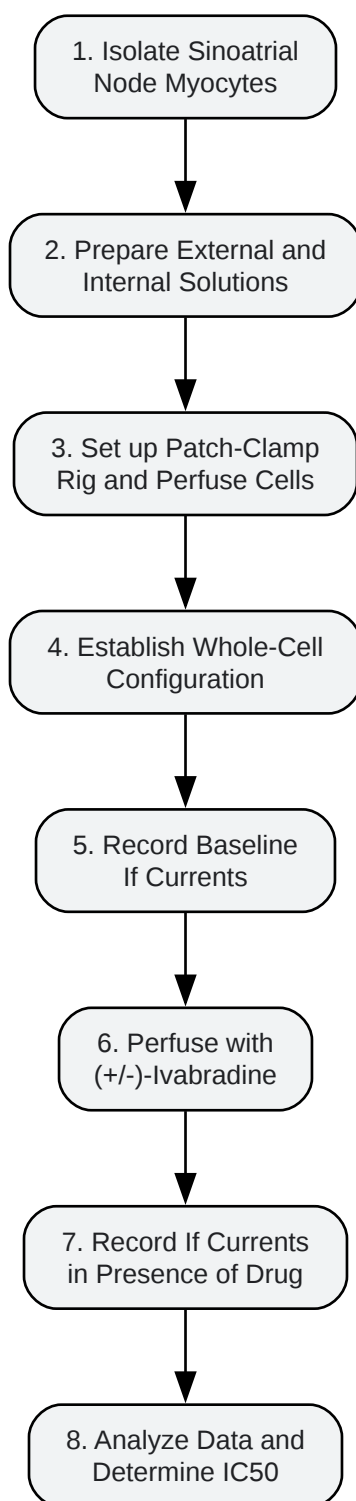 1. Isolate Sinoatrial
Node Myocytes
2. Prepare External and
Internal Solutions
3. Set up Patch-Clamp
Rig and Perfuse Cells
4. Establish Whole-Cell
Configuration
5. Record Baseline
If Currents
6. Perfuse with
(+/-)-Ivabradine
7. Record If Currents
in Presence of Drug
8. Analyze Data and
Determine IC50